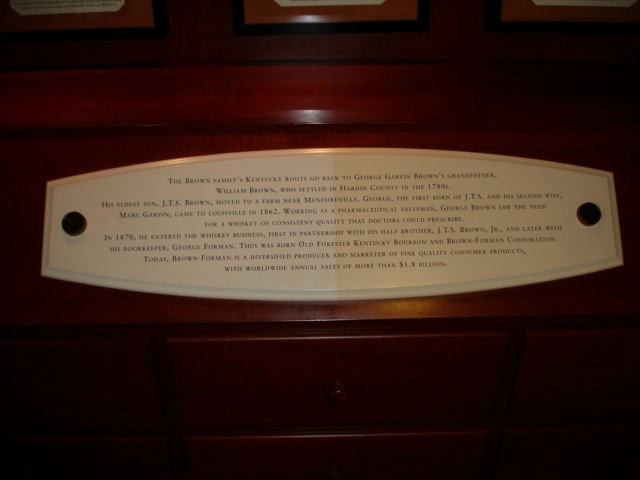 The Brown family's Kentucky roots go back to George Garvin Brown's grandfather,
William Brown, who settled in Hardin County in the 1780s.
His eldest son, J.T.S. Brown, moved to a farm near Munfordville. George, the first born of J.T.S. and his second wife,
Mary Garvin, came to Louisville in 1862. Working as a pharmaceutical salesman, George Brown saw the need
for a whiskey of consistent quality that doctors could prescribe.
In 1870, he entered the whiskey business, first in partnership with his half brother, J.T.S. Brown, Jr., and later with
his bookkeeper, George Forman. Thus was born Old Forester Kentucky Bourbon and Brown-Forman Corporation.
Today, Brown-Forman is a diversified producer and marketer of fine quality consumer products,
with worldwide annual sales of more than $1.8 billion.